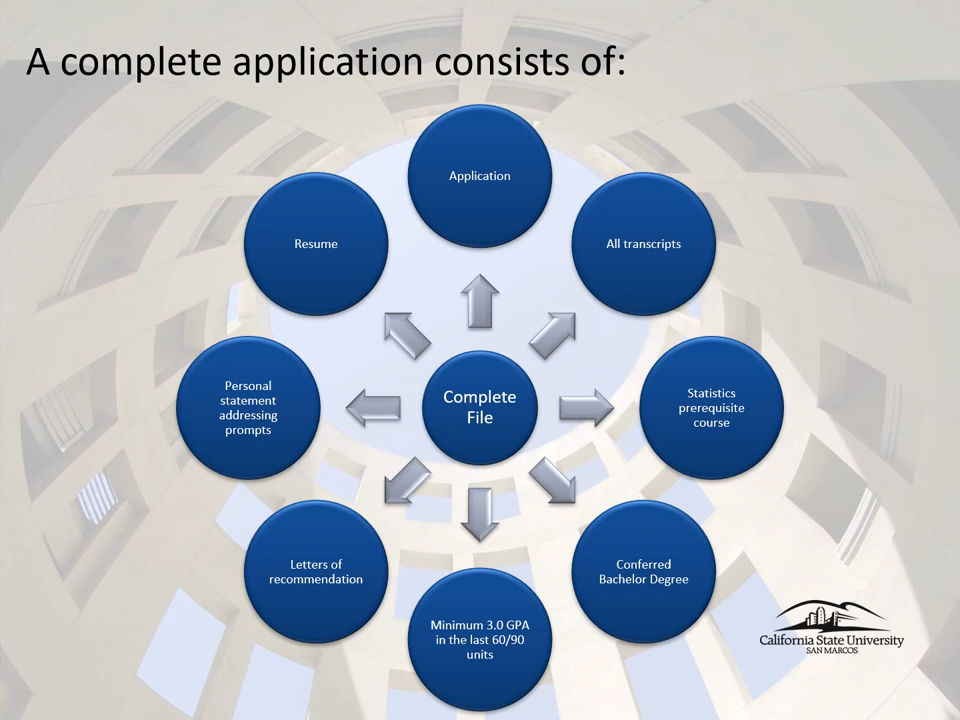 A complete application consists of:
Application
All transcripts
Statistics
prerequisite
course
Conferred
Bachelor Degree
Minimum 3.0 GPA
in the last 60/90
units
Letters of
recommendation
Personal
statement
addressing
prompts
Resume
Complete
File
California State University
SAN MARCOS